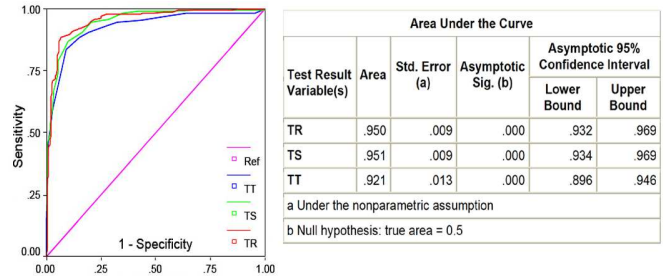 1.00
.75
.50
.25
0.00
Sensitivity
1 - Specificity
0.00
.25
.50
.75
1.00
Ref
TT
TS
TR
Area Under the Curve
Test Result Variable(s)
Area
Std. Error (a)
Asymptotic Sig. (b)
Asymptotic 95% Confidence Interval
Lower Bound
Upper Bound
TR .950 .009 .000 .932 .969
TS .951 .009 .000 .934 .969
TT .921 .013 .000 .896 .946
a Under the nonparametric assumption
b Null hypothesis: true area = 0.5